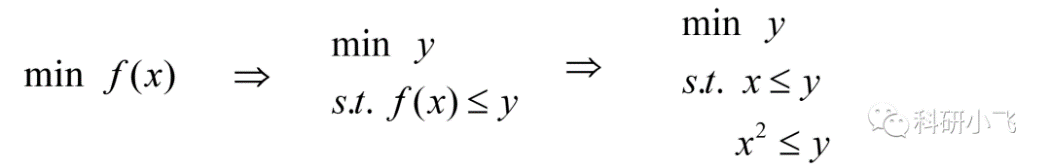 min f(x) ⇒ min y ⇒ min y
s.t. f(x) ≤ y s.t. x ≤ y
x² ≤ y
科研小飞